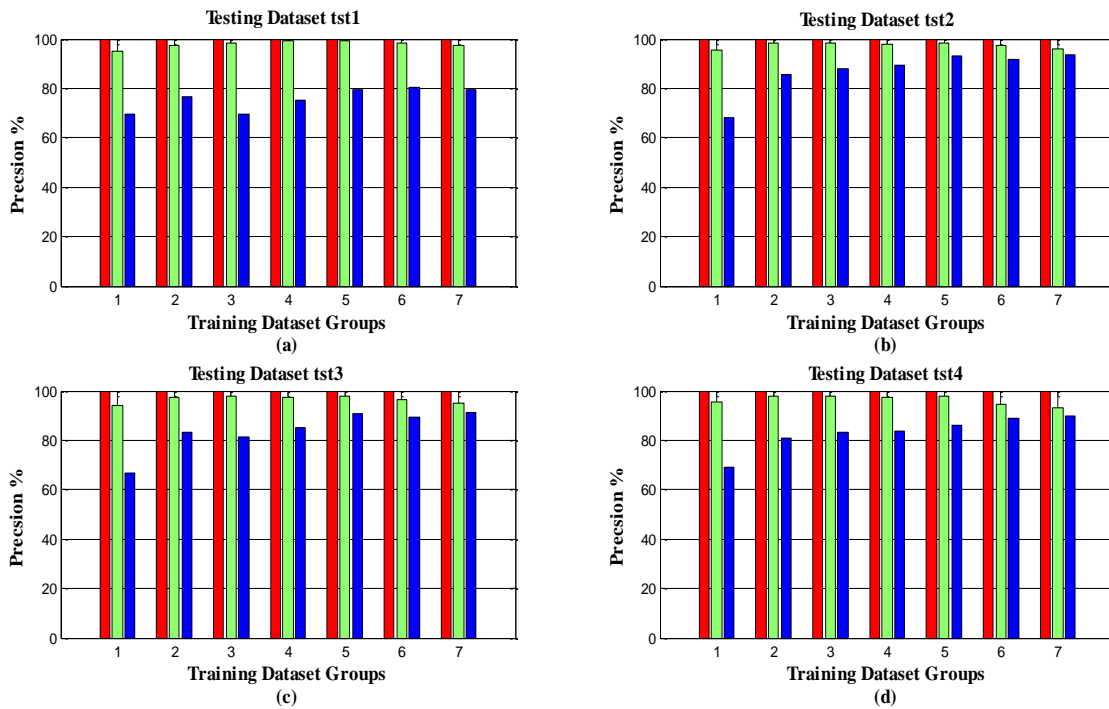 Testing Dataset tst1
100
80
60
40
20
0
Precsion %
1 2 3 4 5 6 7
Training Dataset Groups
(a)
Testing Dataset tst2
100
80
60
40
20
0
Precsion %
1 2 3 4 5 6 7
Training Dataset Groups
(b)
Testing Dataset tst3
100
80
60
40
20
0
Precsion %
1 2 3 4 5 6 7
Training Dataset Groups
(c)
Testing Dataset tst4
100
80
60
40
20
0
Precsion %
1 2 3 4 5 6 7
Training Dataset Groups
(d)